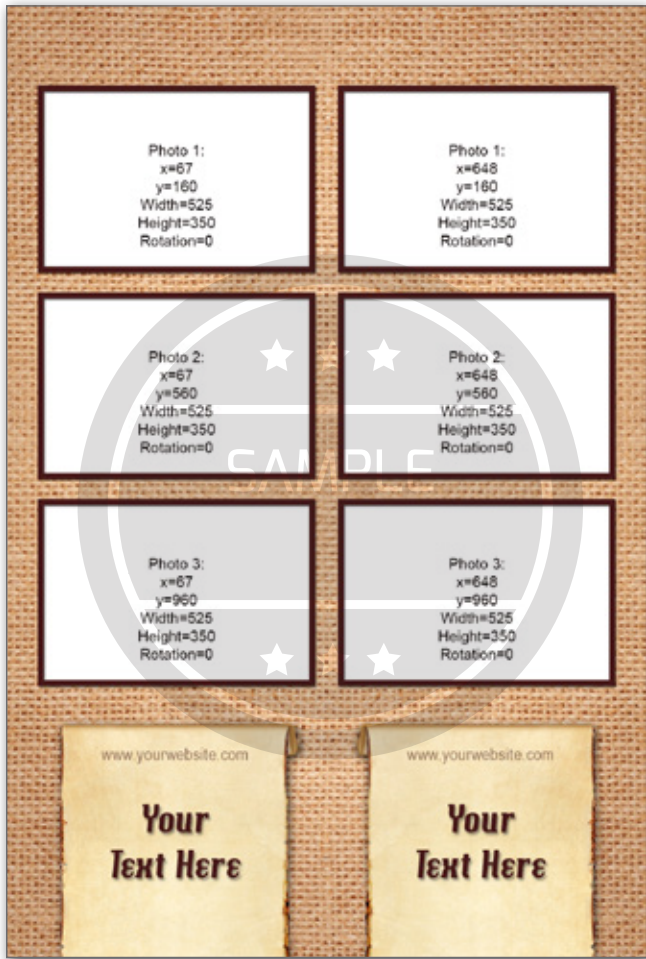 Photo 1:
x=67
y=160
Width=525
Height=350
Rotation=0
Photo 1:
x=648
y=160
Width=525
Height=350
Rotation=0
Photo 2:
x=67
y=560
Width=525
Height=350
Rotation=0
Photo 2:
x=648
y=560
Width=525
Height=350
Rotation=0
SAMPLE
Photo 3:
x=67
y=960
Width=525
Height=350
Rotation=0
Photo 3:
x=648
y=960
Width=525
Height=350
Rotation=0
www.yourwebsite.com
Your
Text Here
www.yourwebsite.com
Your
Text Here